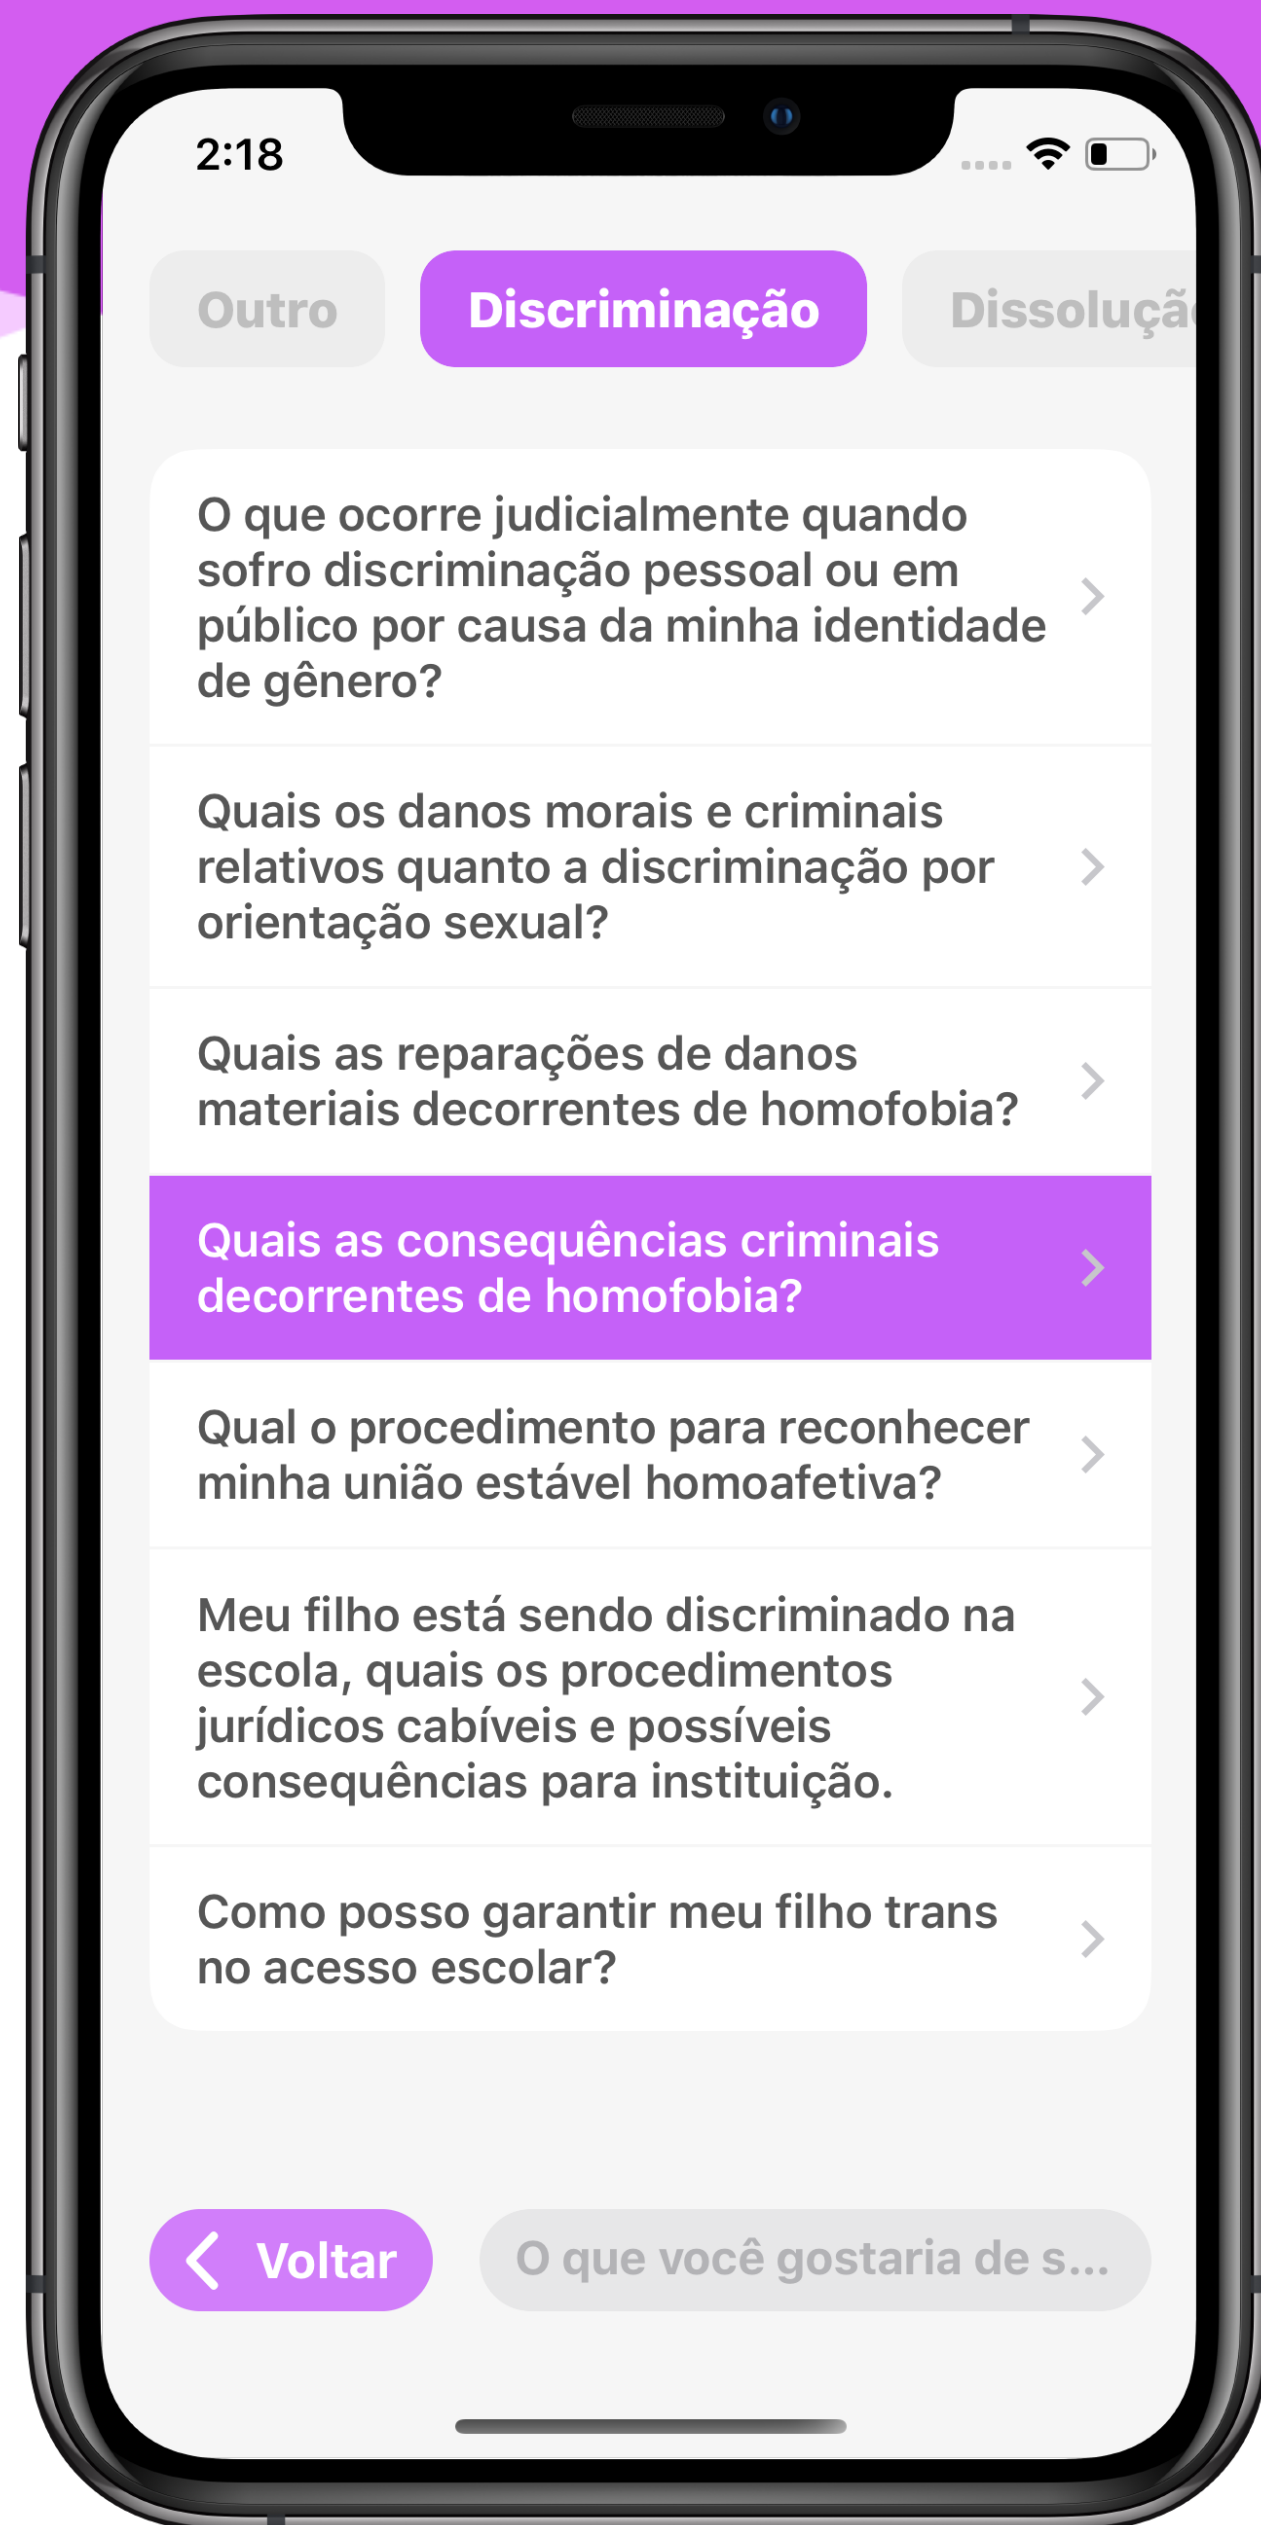 2:18
Outro
Discriminação
Dissoluçã
O que ocorre judicialmente quando
sofro discriminação pessoal ou em
público por causa da minha identidade
de gênero?
Quais os danos morais e criminais
relativos quanto a discriminação por
orientação sexual?
Quais as reparações de danos
materiais decorrentes de homofobia?
Quais as consequências criminais
decorrentes de homofobia?
Qual o procedimento para reconhecer
minha união estável homoafetiva?
Meu filho está sendo discriminado na
escola, quais os procedimentos
jurídicos cabíveis e possíveis
consequências para instituição.
Como posso garantir meu filho trans
no acesso escolar?
Voltar
O que você gostaria de s...